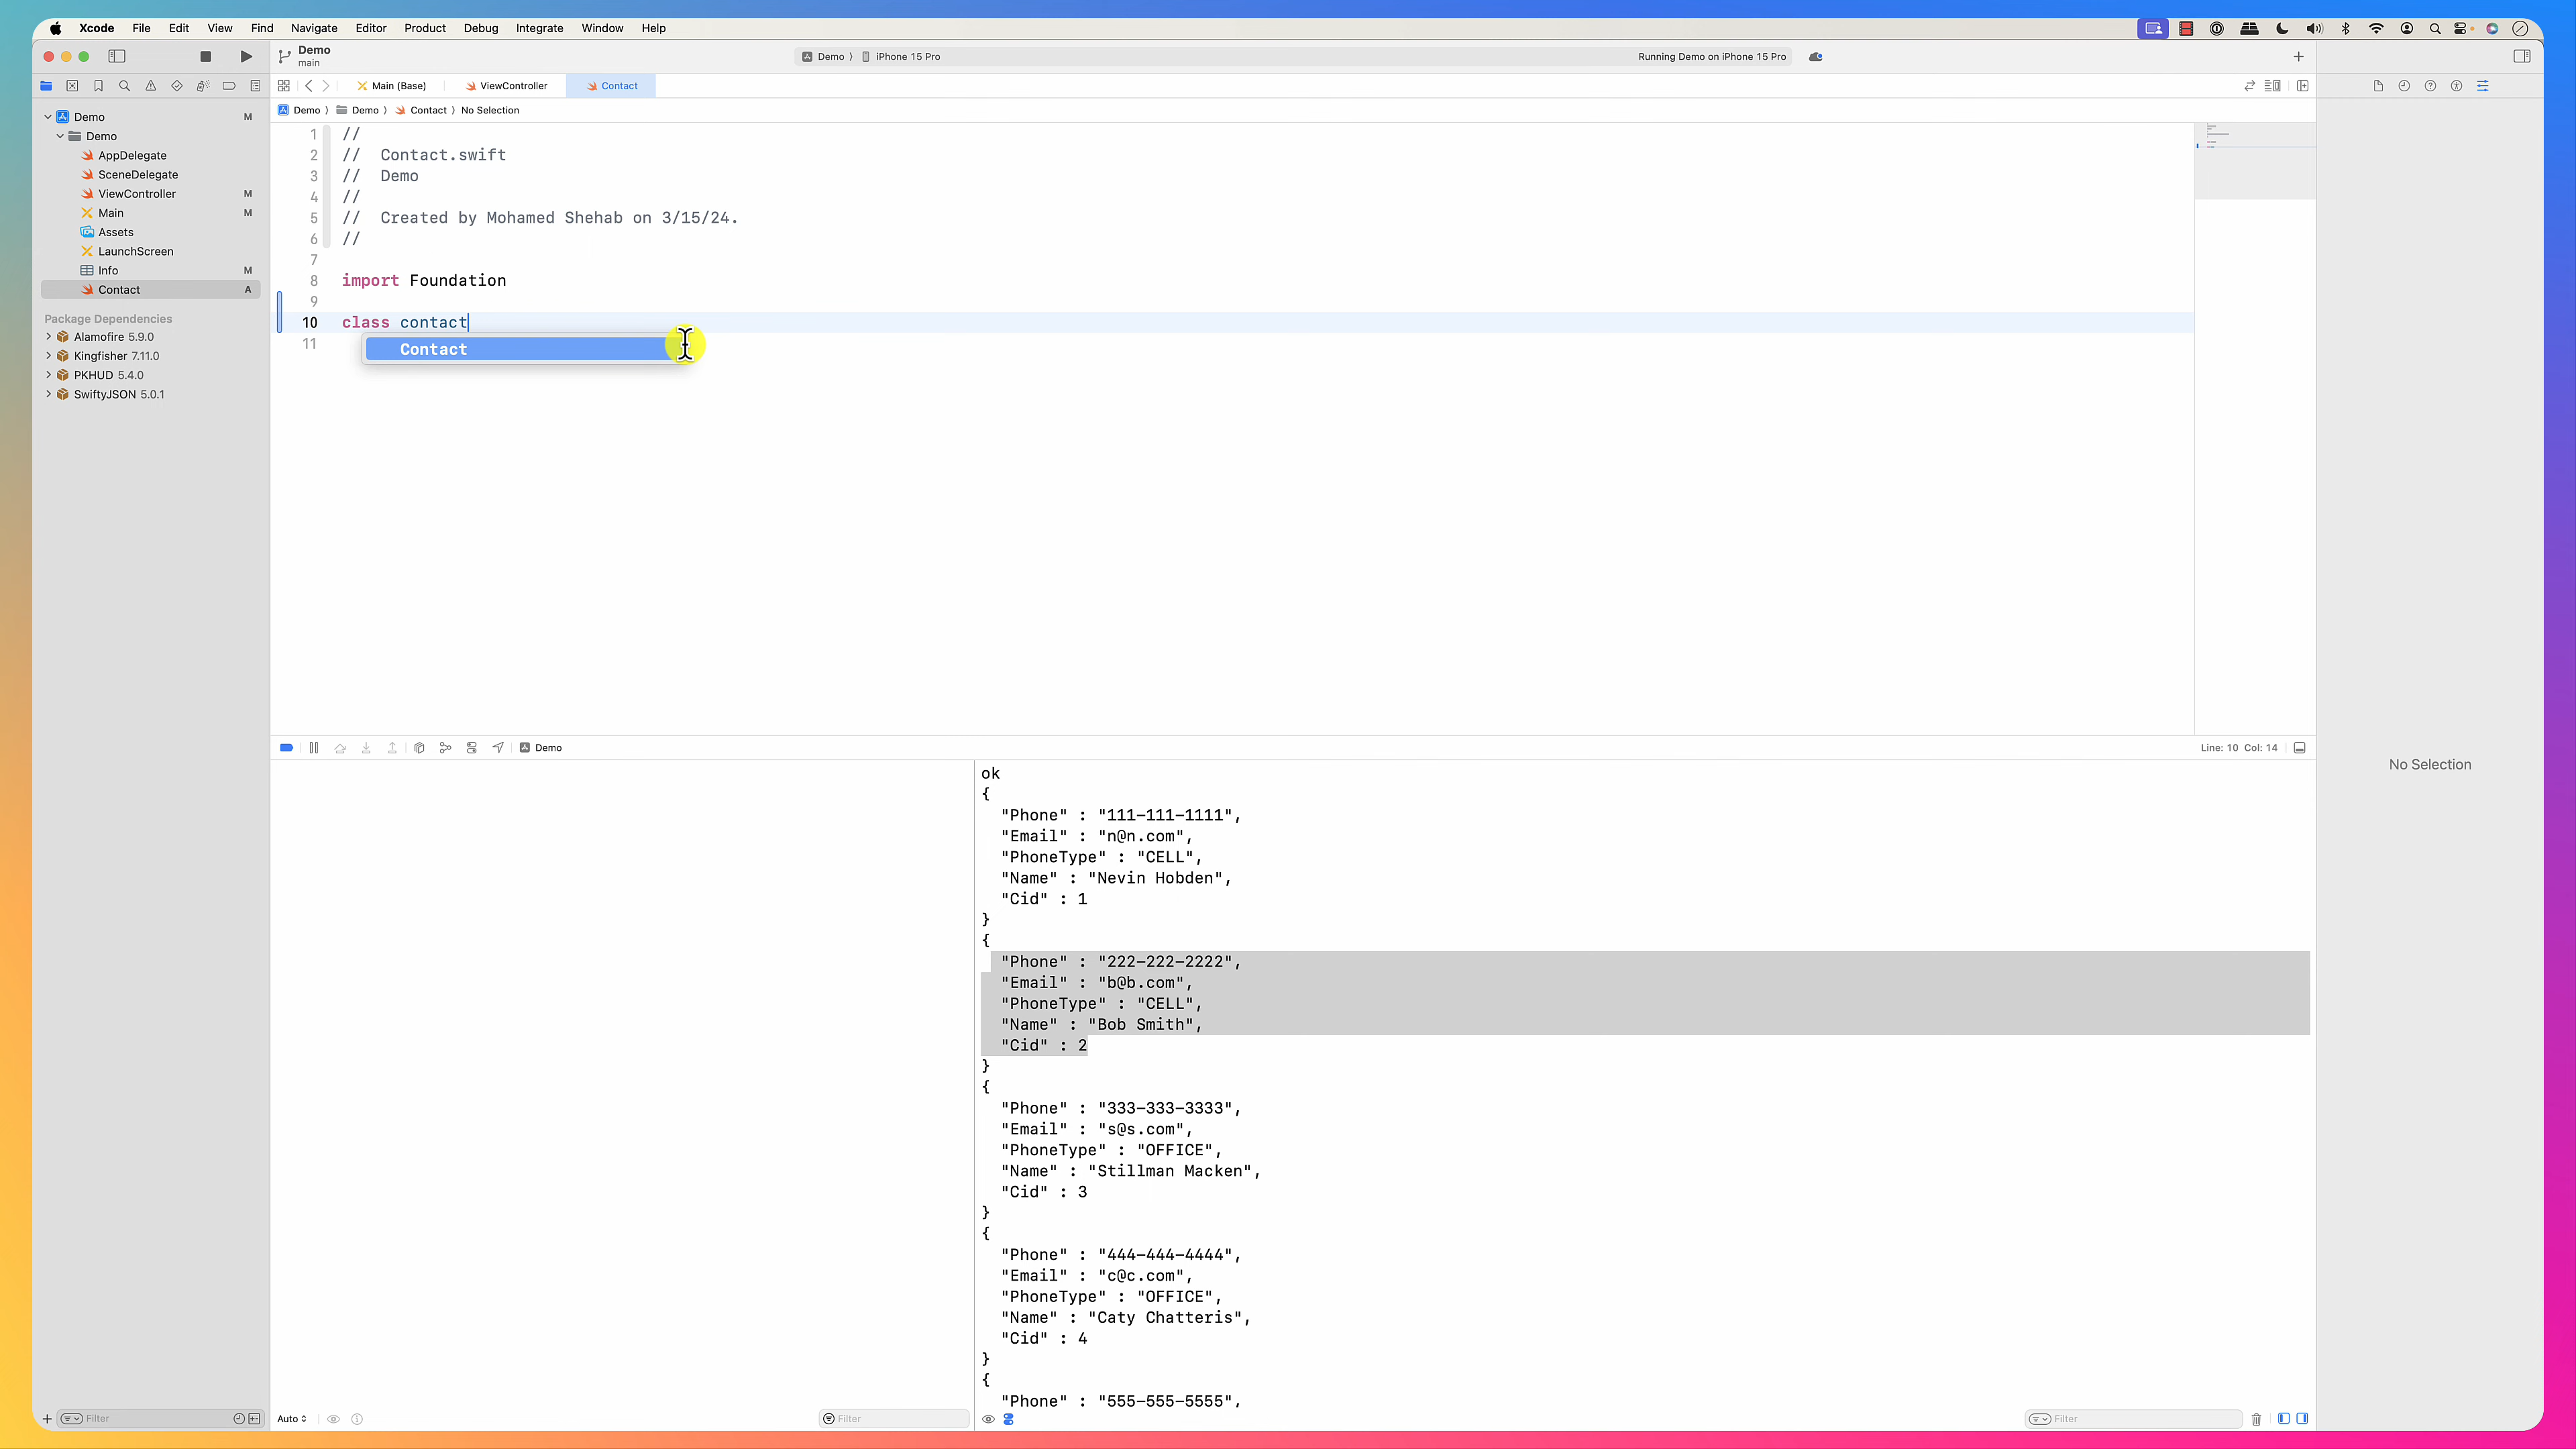 Xcode File Edit View Find Navigate Editor Product Debug Integrate Window Help
Demo
main
Demo iPhone 15 Pro
Running Demo on iPhone 15 Pro
Main (Base) ViewController Contact
Demo Demo Contact No Selection
Demo M
Demo
AppDelegate
SceneDelegate
ViewController M
Main M
Assets
LaunchScreen
Info M
Contact A
Package Dependencies
Alamofire 5.9.0
Kingfisher 7.11.0
PKHUD 5.4.0
SwiftyJSON 5.0.1
Filter
1 //
2 // Contact.swift
3 // Demo
4 //
5 // Created by Mohamed Shehab on 3/15/24.
6 //
7
8 import Foundation
9
10 class contact
11
Contact
Demo
Line: 10 Col: 14
No Selection
ok
{
"Phone" : "111-111-1111",
"Email" : "n@n.com",
"PhoneType" : "CELL",
"Name" : "Nevin Hobden",
"Cid" : 1
}
{
"Phone" : "222-222-2222",
"Email" : "b@b.com",
"PhoneType" : "CELL",
"Name" : "Bob Smith",
"Cid" : 2
}
{
"Phone" : "333-333-3333",
"Email" : "s@s.com",
"PhoneType" : "OFFICE",
"Name" : "Stillman Macken",
"Cid" : 3
}
{
"Phone" : "444-444-4444",
"Email" : "c@c.com",
"PhoneType" : "OFFICE",
"Name" : "Caty Chatteris",
"Cid" : 4
}
{
"Phone" : "555-555-5555",
Auto
Filter
Filter